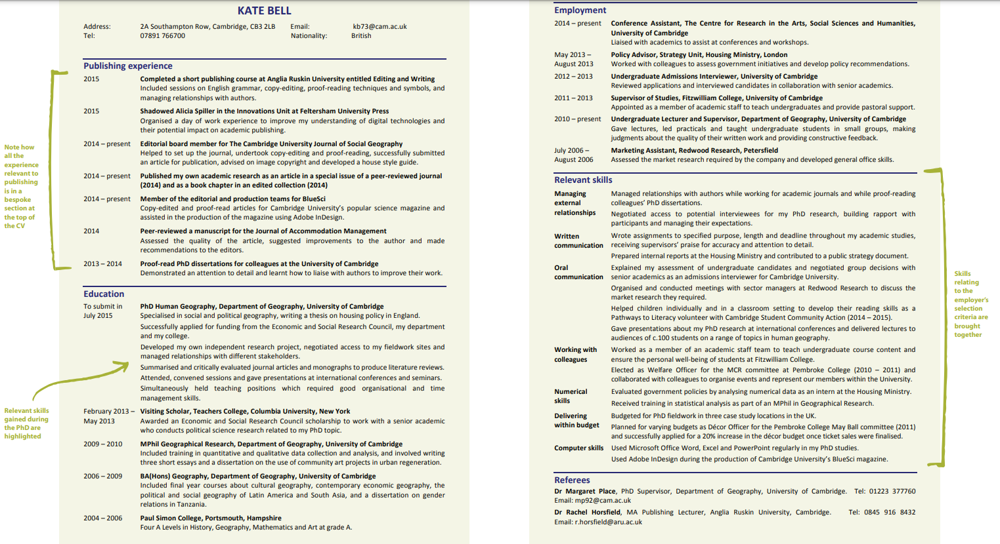 KATE BELL
Address: 2A Southampton Row, Cambridge, CB3 2LB Email: kb73@cam.ac.uk
Tel: 07891 766700 Nationality: British
Publishing experience
2015 Completed a short publishing course at Anglia Ruskin University entitled Editing and Writing
Included sessions on English grammar, copy-editing, proof-reading techniques and symbols, and
managing relationships with authors.
2015 Shadowed Alicia Spiller in the Innovations Unit at Feltersham University Press
Organised a day of work experience to improve my understanding of digital technologies and
their potential impact on academic publishing.
2014 – present Editorial board member for The Cambridge University Journal of Social Geography
Helped to set up the journal, undertook copy-editing and proof-reading, successfully submitted
an article for publication, advised on image copyright and developed a house style guide.
2014 – present Published my own academic research as an article in a special issue of a peer-reviewed journal
(2014) and as a book chapter in an edited collection (2014)
2014 – present Member of the editorial and production teams for BlueSci
Copy-edited and proof-read articles for Cambridge University's popular science magazine and
assisted in the production of the magazine using Adobe InDesign.
2014 Peer-reviewed a manuscript for the Journal of Accommodation Management
Assessed the quality of the article, suggested improvements to the author and made
recommendations to the editors.
2013 – 2014 Proof-read PhD dissertations for colleagues at the University of Cambridge
Demonstrated an attention to detail and learnt how to liaise with authors to improve their work.
Note how
all the
experience
relevant to
publishing
is in a
bespoke
section at
the top of
the CV
Education
To submit in PhD Human Geography, Department of Geography, University of Cambridge
July 2015 Specialised in social and political geography, writing a thesis on housing policy in England.
Successfully applied for funding from the Economic and Social Research Council, my department
and my college.
Developed my own independent research project, negotiated access to my fieldwork sites and
managed relationships with different stakeholders.
Summarised and critically evaluated journal articles and monographs to produce literature reviews.
Attended, convened sessions and gave presentations at international conferences and seminars.
Simultaneously held teaching positions which required good organisational and time
management skills.
Relevant skills
gained during
the PhD are
highlighted
February 2013 – Visiting Scholar, Teachers College, Columbia University, New York
May 2013 Awarded an Economic and Social Research Council scholarship to work with a senior academic
who conducts political science research related to my PhD topic.
2009 – 2010 MPhil Geographical Research, Department of Geography, University of Cambridge
Included training in quantitative and qualitative data collection and analysis, and involved writing
three short essays and a dissertation on the use of community art projects in urban regeneration.
2006 – 2009 BA(Hons) Geography, Department of Geography, University of Cambridge
Included final year courses about cultural geography, contemporary economic geography, the
political and social geography of Latin America and South Asia, and a dissertation on gender
relations in Tanzania.
2004 – 2006 Paul Simon College, Portsmouth, Hampshire
Four A Levels in History, Geography, Mathematics and Art at grade A.
Employment
2014 – present Conference Assistant, The Centre for Research in the Arts, Social Sciences and Humanities,
University of Cambridge
Liaised with academics to assist at conferences and workshops.
May 2013 – Policy Advisor, Strategy Unit, Housing Ministry, London
August 2013 Worked with colleagues to assess government initiatives and develop policy recommendations.
2012 – 2013 Undergraduate Admissions Interviewer, University of Cambridge
Reviewed applications and interviewed candidates in collaboration with senior academics.
2011 – 2013 Supervisor of Studies, Fitzwilliam College, University of Cambridge
Appointed as a member of academic staff to teach undergraduates and provide pastoral support.
2010 – present Undergraduate Lecturer and Supervisor, Department of Geography, University of Cambridge
Gave lectures, led practicals and taught undergraduate students in small groups, making
judgments about the quality of their written work and providing constructive feedback.
July 2006 – Marketing Assistant, Redwood Research, Petersfield
August 2006 Assessed the market research required by the company and developed general office skills.
Relevant skills
Managing Managed relationships with authors while working for academic journals and while proof-reading
external colleagues' PhD dissertations.
relationships Negotiated access to potential interviewees for my PhD research, building rapport with
participants and managing their expectations.
Written Wrote assignments to specified purpose, length and deadline throughout my academic studies,
communication receiving supervisors' praise for accuracy and attention to detail.
Prepared internal reports at the Housing Ministry and contributed to a public strategy document.
Oral Explained my assessment of undergraduate candidates and negotiated group decisions with
communication senior academics as an admissions interviewer for Cambridge University.
Organised and conducted meetings with sector managers at Redwood Research to discuss the
market research they required.
Helped children individually and in a classroom setting to develop their reading skills as a
Pathways to Literacy volunteer with Cambridge Student Community Action (2014 – 2015).
Gave presentations about my PhD research at international conferences and delivered lectures to
audiences of c.100 students on a range of topics in human geography.
Working with Worked as a member of an academic staff team to teach undergraduate course content and
colleagues ensure the personal well-being of students at Fitzwilliam College.
Elected as Welfare Officer for the MCR committee at Pembroke College (2010 – 2011) and
collaborated with colleagues to organise events and represent our members within the University.
Numerical Evaluated government policies by analysing numerical data as an intern at the Housing Ministry.
skills Received training in statistical analysis as part of an MPhil in Geographical Research.
Delivering Budgeted for PhD fieldwork in three case study locations in the UK.
within budget Planned for varying budgets as Décor Officer for the Pembroke College May Ball committee (2011)
and successfully applied for a 20% increase in the décor budget once ticket sales were finalised.
Computer skills Used Microsoft Office Word, Excel and PowerPoint regularly in my PhD studies.
Used Adobe InDesign during the production of Cambridge University's BlueSci magazine.
Skills
relating
to the
employer's
selection
criteria are
brought
together
Referees
Dr Margaret Place, PhD Supervisor, Department of Geography, University of Cambridge. Tel: 01223 377760
Email: mp92@cam.ac.uk
Dr Rachel Horsfield, MA Publishing Lecturer, Anglia Ruskin University, Cambridge. Tel: 0845 916 8432
Email: r.horsfield@aru.ac.uk